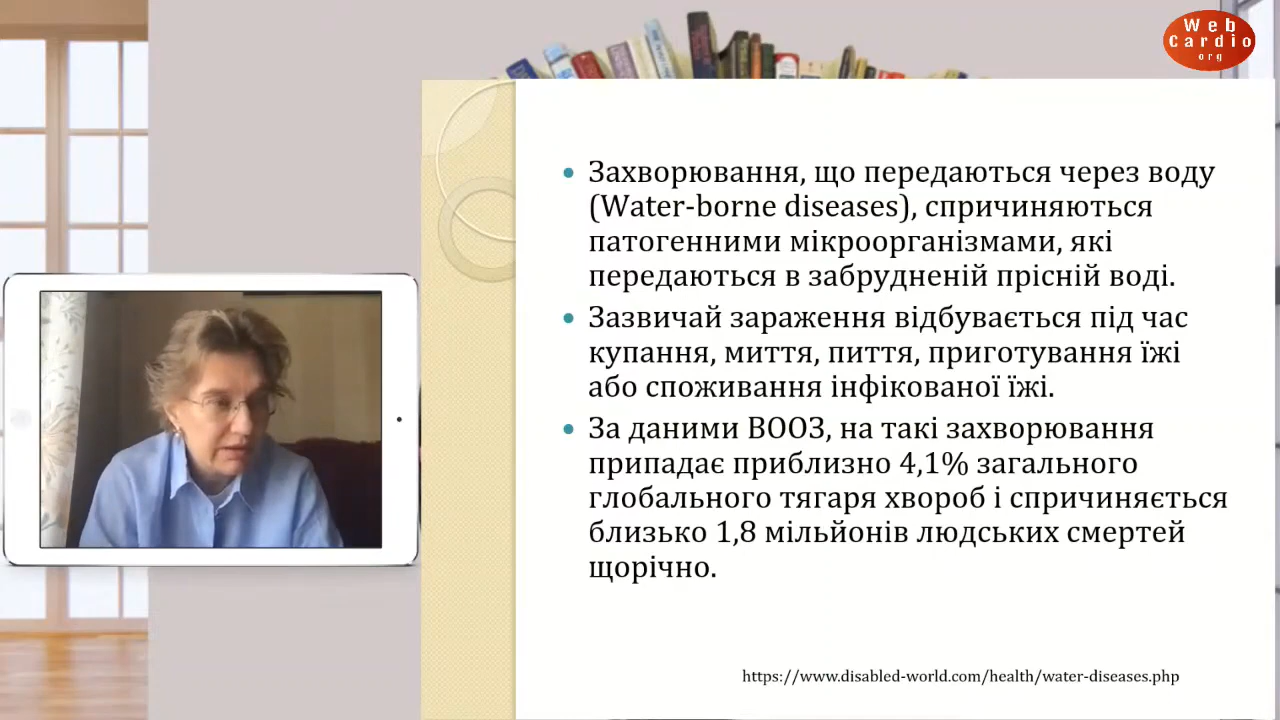 Web
Cardio
org
Захворювання, що передаються через воду
(Water-borne diseases), спричиняються
патогенними мікроорганізмами, які
передаються в забрудненій прісній воді.
Зазвичай зараження відбувається під час
купання, миття, пиття, приготування їжі
або споживання інфікованої їжі.
За даними ВООЗ, на такі захворювання
припадає приблизно 4,1% загального
глобального тягаря хвороб і спричиняється
близько 1,8 мільйонів людських смертей
щорічно.
https://www.disabled-world.com/health/water-diseases.php